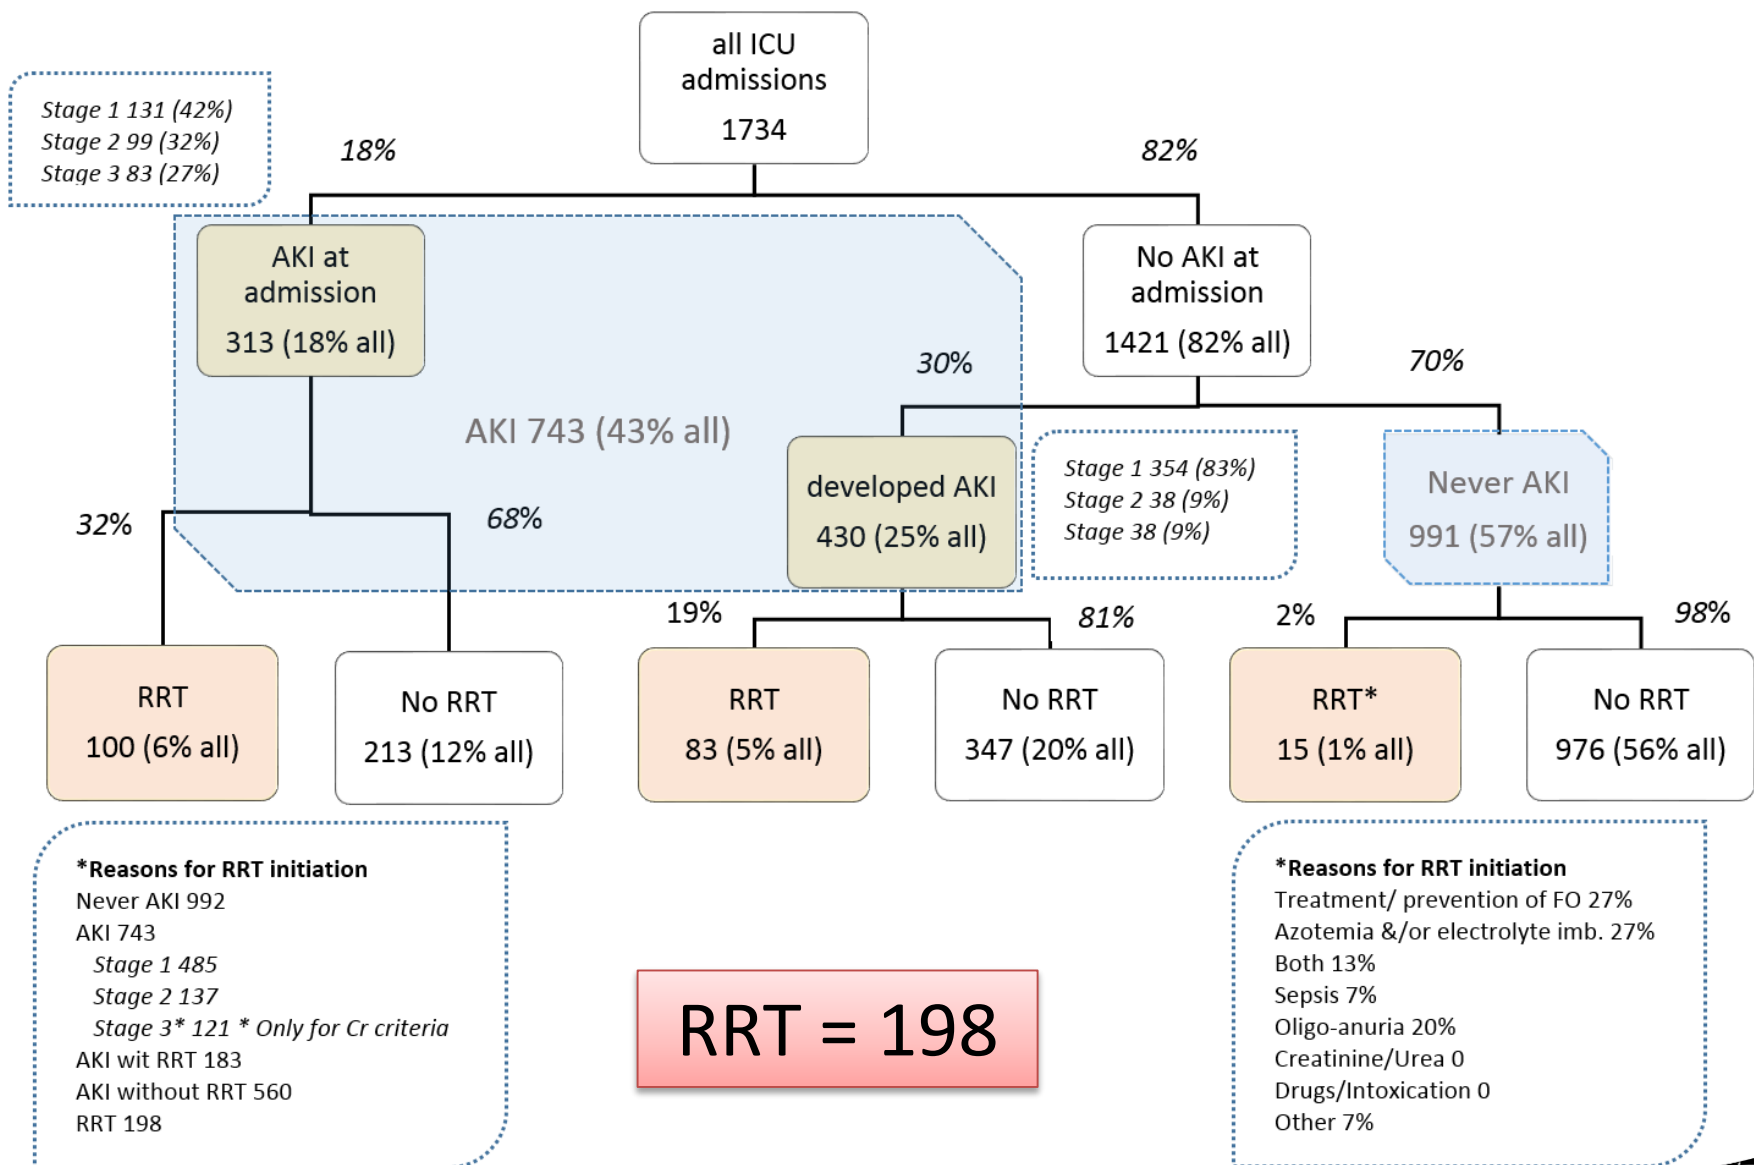 all ICU
admissions
1734
Stage 1 131 (42%)
Stage 2 99 (32%)
Stage 3 83 (27%)
18%
82%
AKI at
admission
313 (18% all)
No AKI at
admission
1421 (82% all)
30%
70%
AKI 743 (43% all)
developed AKI
430 (25% all)
Stage 1 354 (83%)
Stage 2 38 (9%)
Stage 38 (9%)
Never AKI
991 (57% all)
32%
68%
19%
81%
2%
98%
RRT
100 (6% all)
No RRT
213 (12% all)
RRT
83 (5% all)
No RRT
347 (20% all)
RRT*
15 (1% all)
No RRT
976 (56% all)
*Reasons for RRT initiation
Never AKI 992
AKI 743
Stage 1 485
Stage 2 137
Stage 3* 121 * Only for Cr criteria
AKI wit RRT 183
AKI without RRT 560
RRT 198
RRT = 198
*Reasons for RRT initiation
Treatment/ prevention of FO 27%
Azotemia &/or electrolyte imb. 27%
Both 13%
Sepsis 7%
Oligo-anuria 20%
Creatinine/Urea 0
Drugs/Intoxication 0
Other 7%